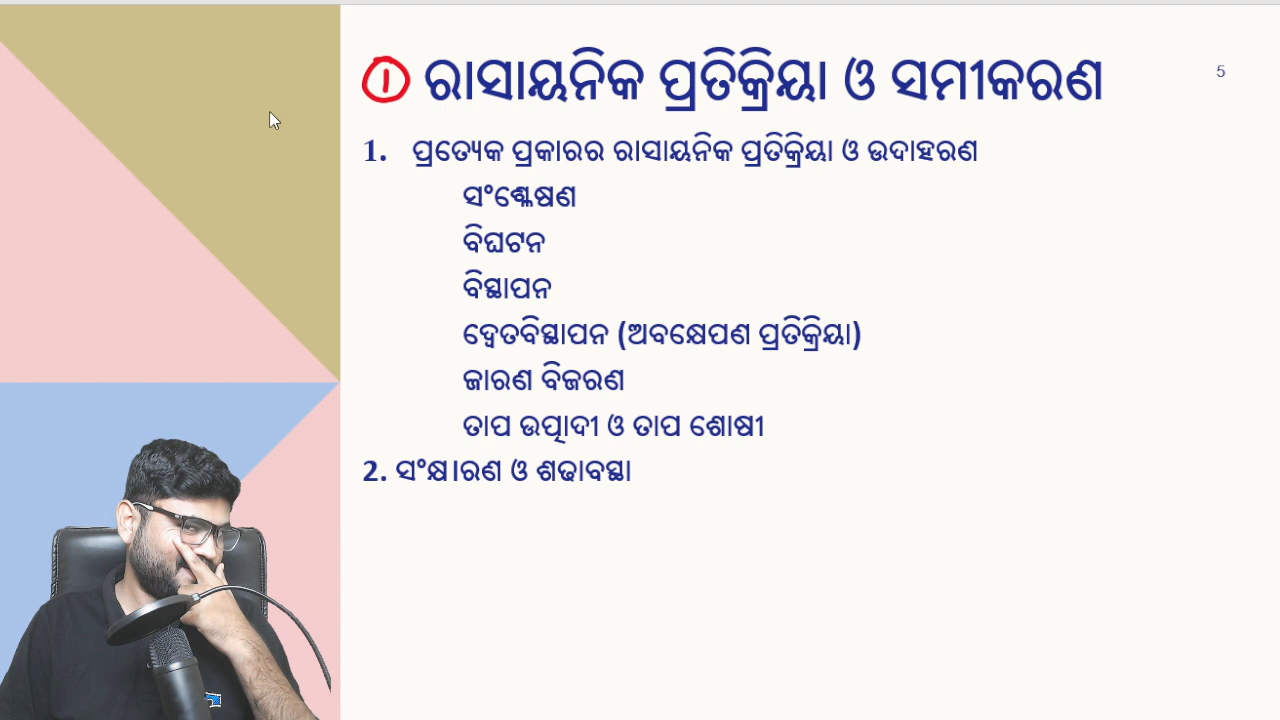 ① ରାସାୟନିକ ପ୍ରତିକ୍ରିୟା ଓ ସମୀକରଣ
5
1. ପ୍ରତ୍ୟେକ ପ୍ରକାରର ରାସାୟନିକ ପ୍ରତିକ୍ରିୟା ଓ ଉଦାହରଣ
ସଂଶ୍ଳେଷଣ
ବିଘଟନ
ବିସ୍ଥାପନ
ଦ୍ୱେତବିସ୍ଥାପନ (ଅବକ୍ଷେପଣ ପ୍ରତିକ୍ରିୟା)
ଜାରଣ ବିଜରଣ
ତାପ ଉତ୍ପାଦୀ ଓ ତାପ ଶୋଷୀ
2. ସଂକ୍ଷାରଣ ଓ ଶଢାବସ୍ଥା